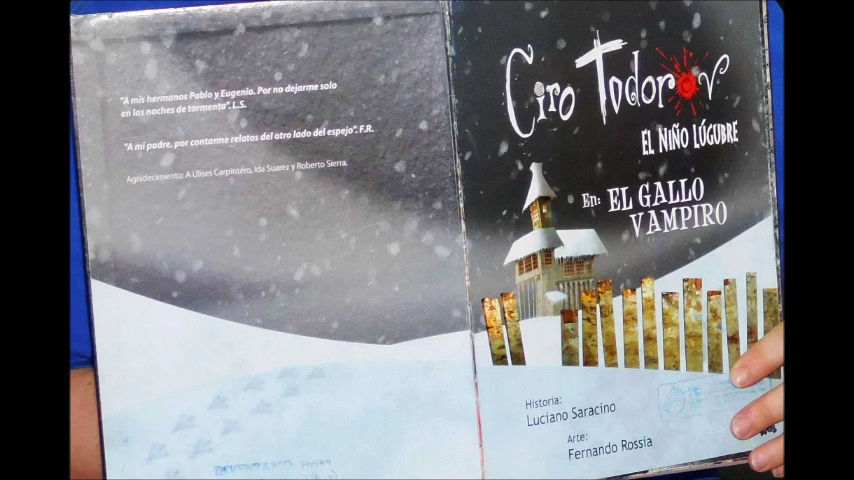 "A mis hermanos Pablo y Eugenio. Por no dejarme solo
en las noches de tormenta". L.S.
"A mi padre, por contarme relatos del otro lado del espejo". F.R.
Agradecimiento: A Ulises Carpintero, Ida Suarez y Roberto Sierra.
Ciro Todorov
EL NIÑO LÚGUBRE
En: EL GALLO
VAMPIRO
Historia:
Luciano Saracino
Arte:
Fernando Rossia